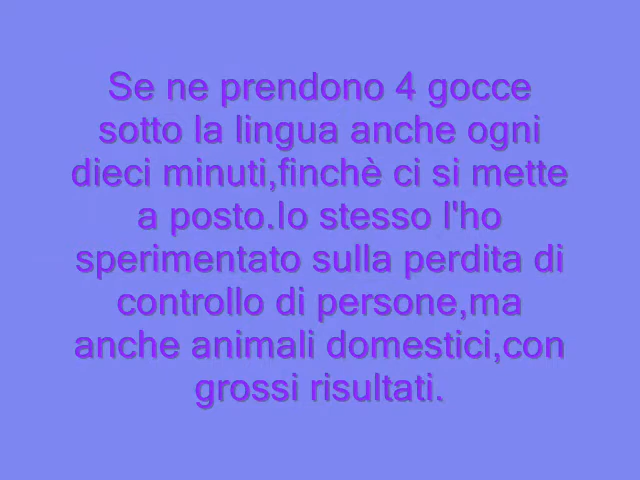 Se ne prendono 4 gocce
sotto la lingua anche ogni
dieci minuti,finchè ci si mette
a posto.Io stesso l'ho
sperimentato sulla perdita di
controllo di persone,ma
anche animali domestici,con
grossi risultati.